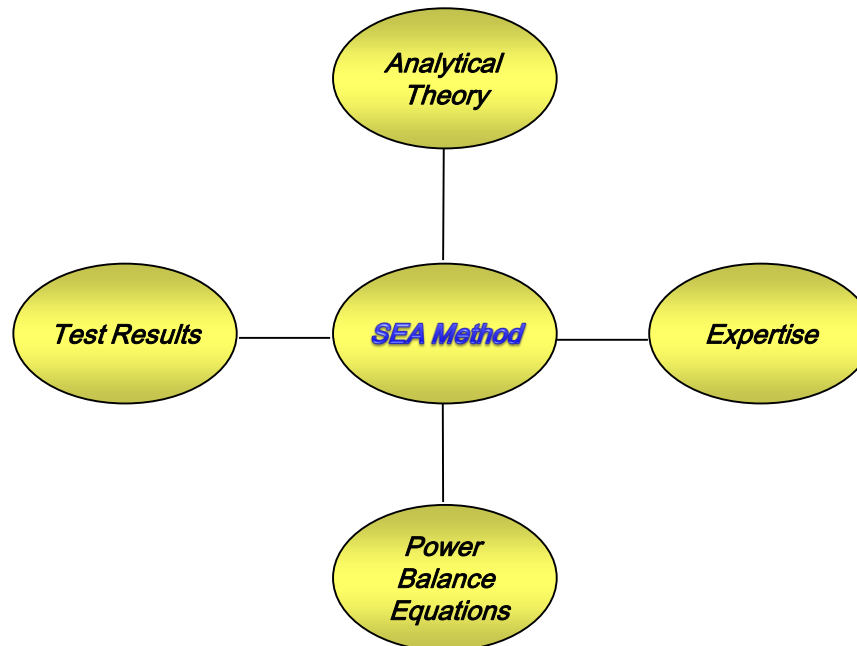 Analytical
Theory
Test Results
SEA Method
Expertise
Power
Balance
Equations